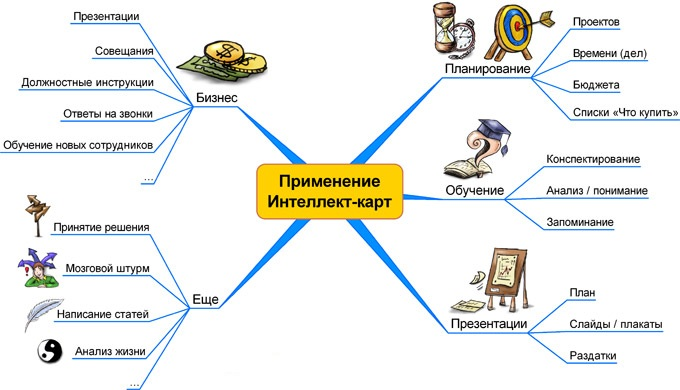 Применение
Интеллект-карт
Планирование
Проектов
Времени (дел)
Бюджета
Списки «Что купить»
Обучение
Конспектирование
Анализ / понимание
Запоминание
Презентации
План
Слайды / плакаты
Раздатки
Бизнес
Презентации
Совещания
Должностные инструкции
Ответы на звонки
Обучение новых сотрудников
...
Еще
Принятие решения
Мозговой штурм
Написание статей
Анализ жизни
...